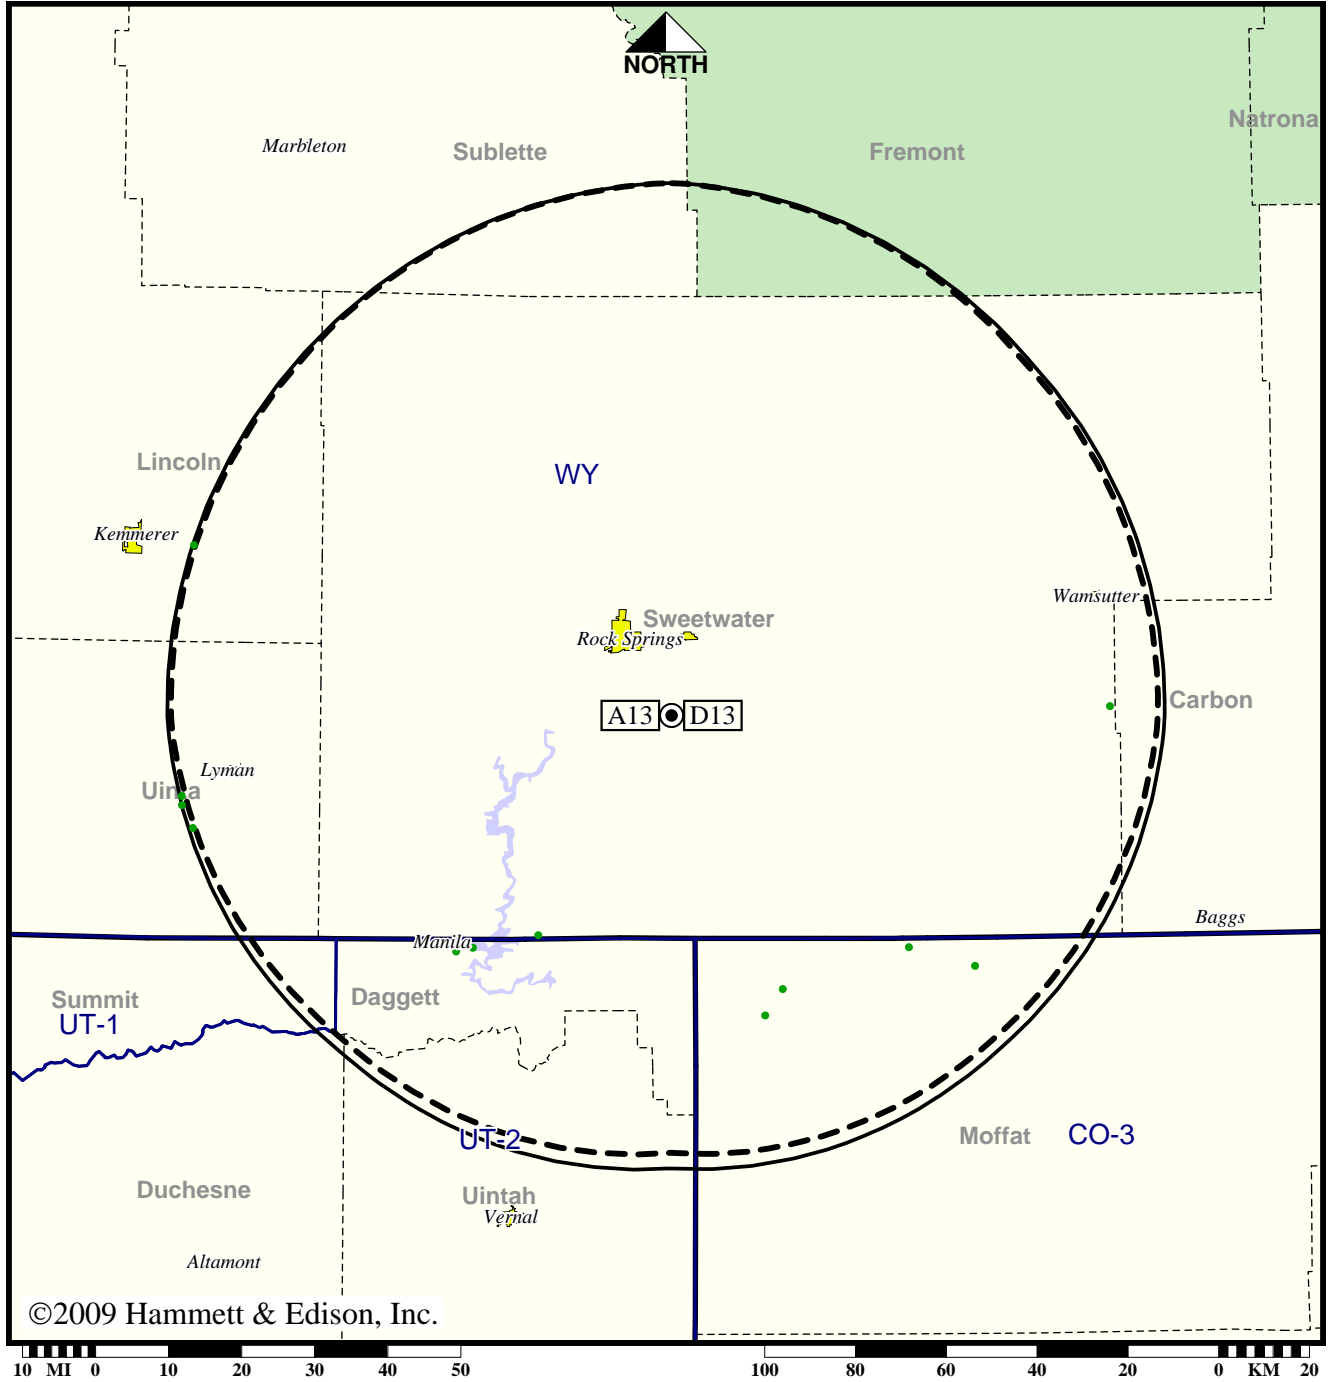 NORTH
Natrona
Marbleton
Sublette
Fremont
Lincoln
WY
Kemmerer
Wamsutter
Sweetwater
Rock Springs
A13 D13
Carbon
Lyman
Uinta
Baggs
Manila
Summit
Daggett
UT-1
UT-2
Moffat
CO-3
Duchesne
Uintah
Vernal
Altamont
©2009 Hammett & Edison, Inc.
10 MI 0 10 20 30 40 50 100 80 60 40 20 0 KM 20